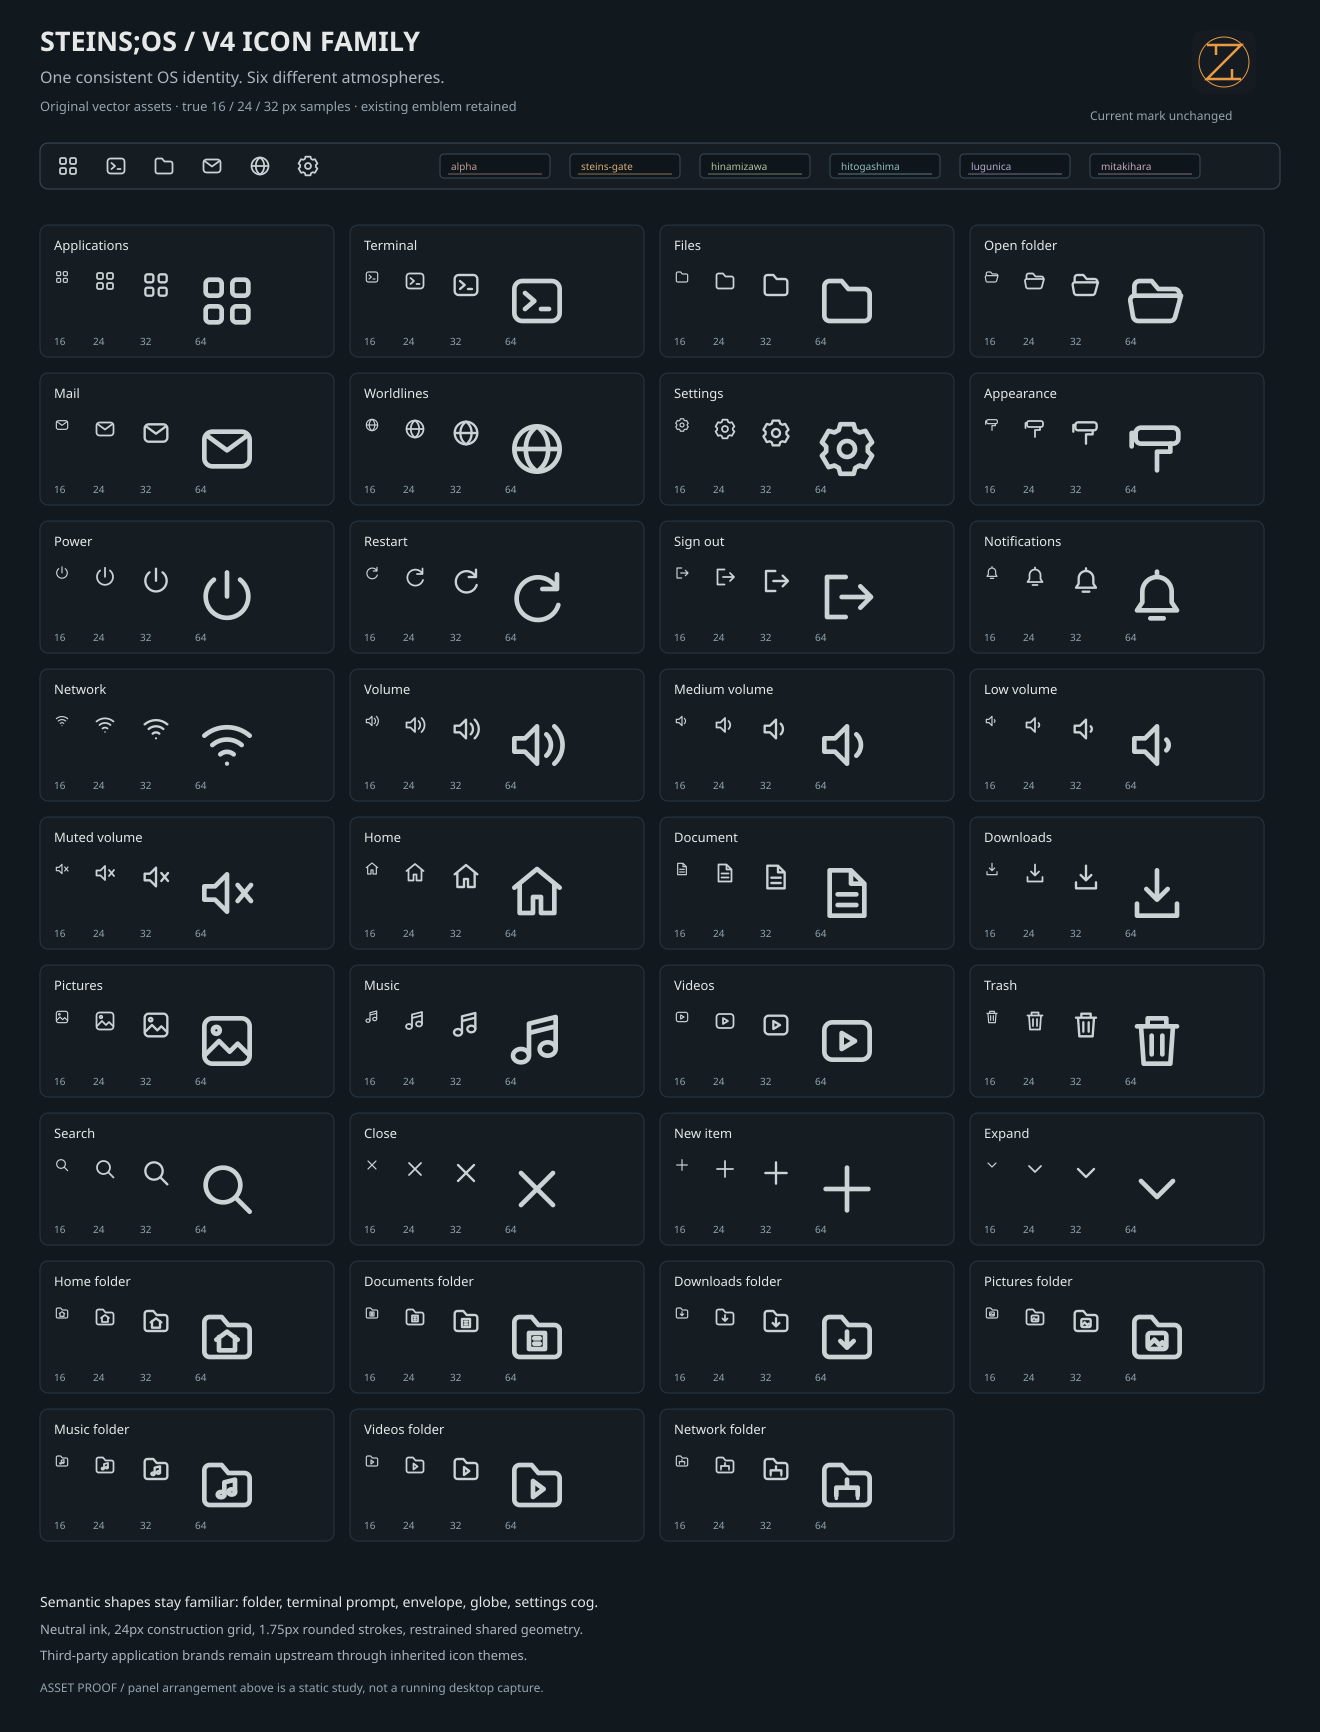 STEINS;OS / V4 ICON FAMILY
One consistent OS identity. Six different atmospheres.
Original vector assets · true 16 / 24 / 32 px samples · existing emblem retained
Current mark unchanged
alpha steins-gate hinamizawa hitogashima lugunica mitakihara
Applications Terminal Files Open folder
16 24 32 64 16 24 32 64 16 24 32 64 16 24 32 64
Mail Worldlines Settings Appearance
16 24 32 64 16 24 32 64 16 24 32 64 16 24 32 64
Power Restart Sign out Notifications
16 24 32 64 16 24 32 64 16 24 32 64 16 24 32 64
Network Volume Medium volume Low volume
16 24 32 64 16 24 32 64 16 24 32 64 16 24 32 64
Muted volume Home Document Downloads
16 24 32 64 16 24 32 64 16 24 32 64 16 24 32 64
Pictures Music Videos Trash
16 24 32 64 16 24 32 64 16 24 32 64 16 24 32 64
Search Close New item Expand
16 24 32 64 16 24 32 64 16 24 32 64 16 24 32 64
Home folder Documents folder Downloads folder Pictures folder
16 24 32 64 16 24 32 64 16 24 32 64 16 24 32 64
Music folder Videos folder Network folder
16 24 32 64 16 24 32 64 16 24 32 64
Semantic shapes stay familiar: folder, terminal prompt, envelope, globe, settings cog.
Neutral ink, 24px construction grid, 1.75px rounded strokes, restrained shared geometry.
Third-party application brands remain upstream through inherited icon themes.
ASSET PROOF / panel arrangement above is a static study, not a running desktop capture.